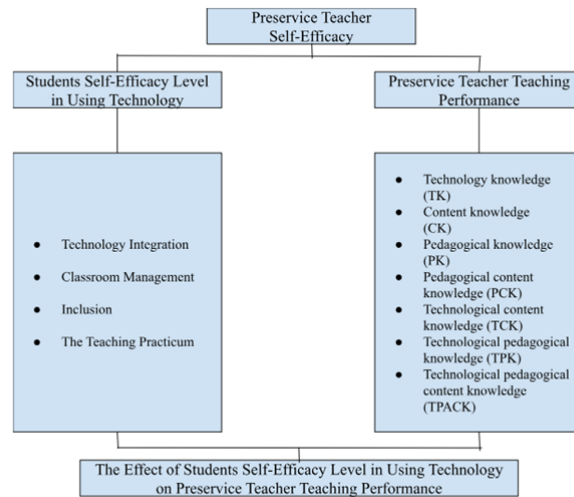 Preservice Teacher
Self-Efficacy
Students Self-Efficacy Level
in Using Technology
Preservice Teacher Teaching
Performance
● Technology Integration
● Classroom Management
● Inclusion
● The Teaching Practicum
● Technology knowledge
(TK)
● Content knowledge
(CK)
● Pedagogical knowledge
(PK)
● Pedagogical content
knowledge (PCK)
● Technological content
knowledge (TCK)
● Technological pedagogical
knowledge (TPK)
● Technological pedagogical
content knowledge
(TPACK)
The Effect of Students Self-Efficacy Level in Using Technology
on Preservice Teacher Teaching Performance